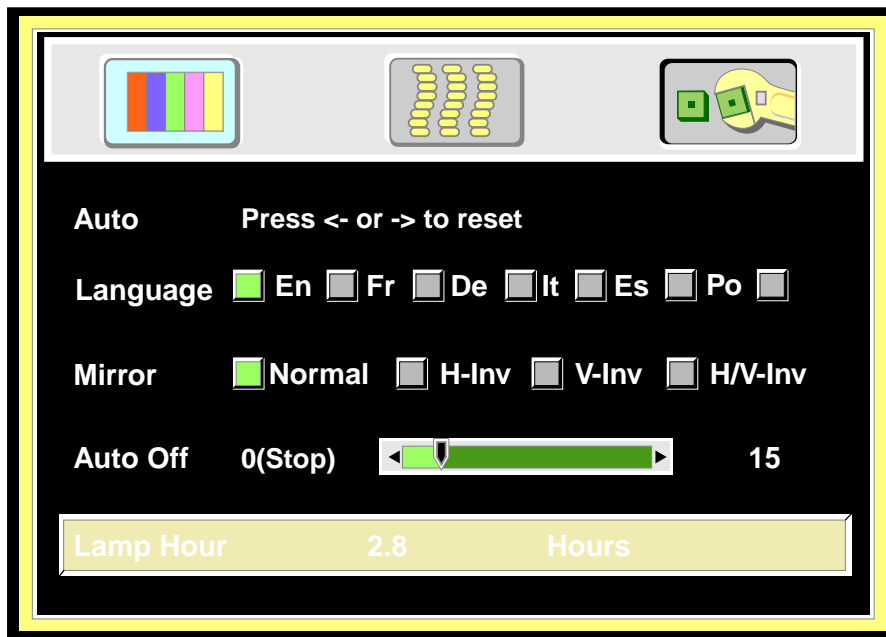 Auto Press <- or -> to reset
Language En Fr De It Es Po
Mirror Normal H-Inv V-Inv H/V-Inv
Auto Off 0(Stop) 15
Lamp Hour 2.8 Hours